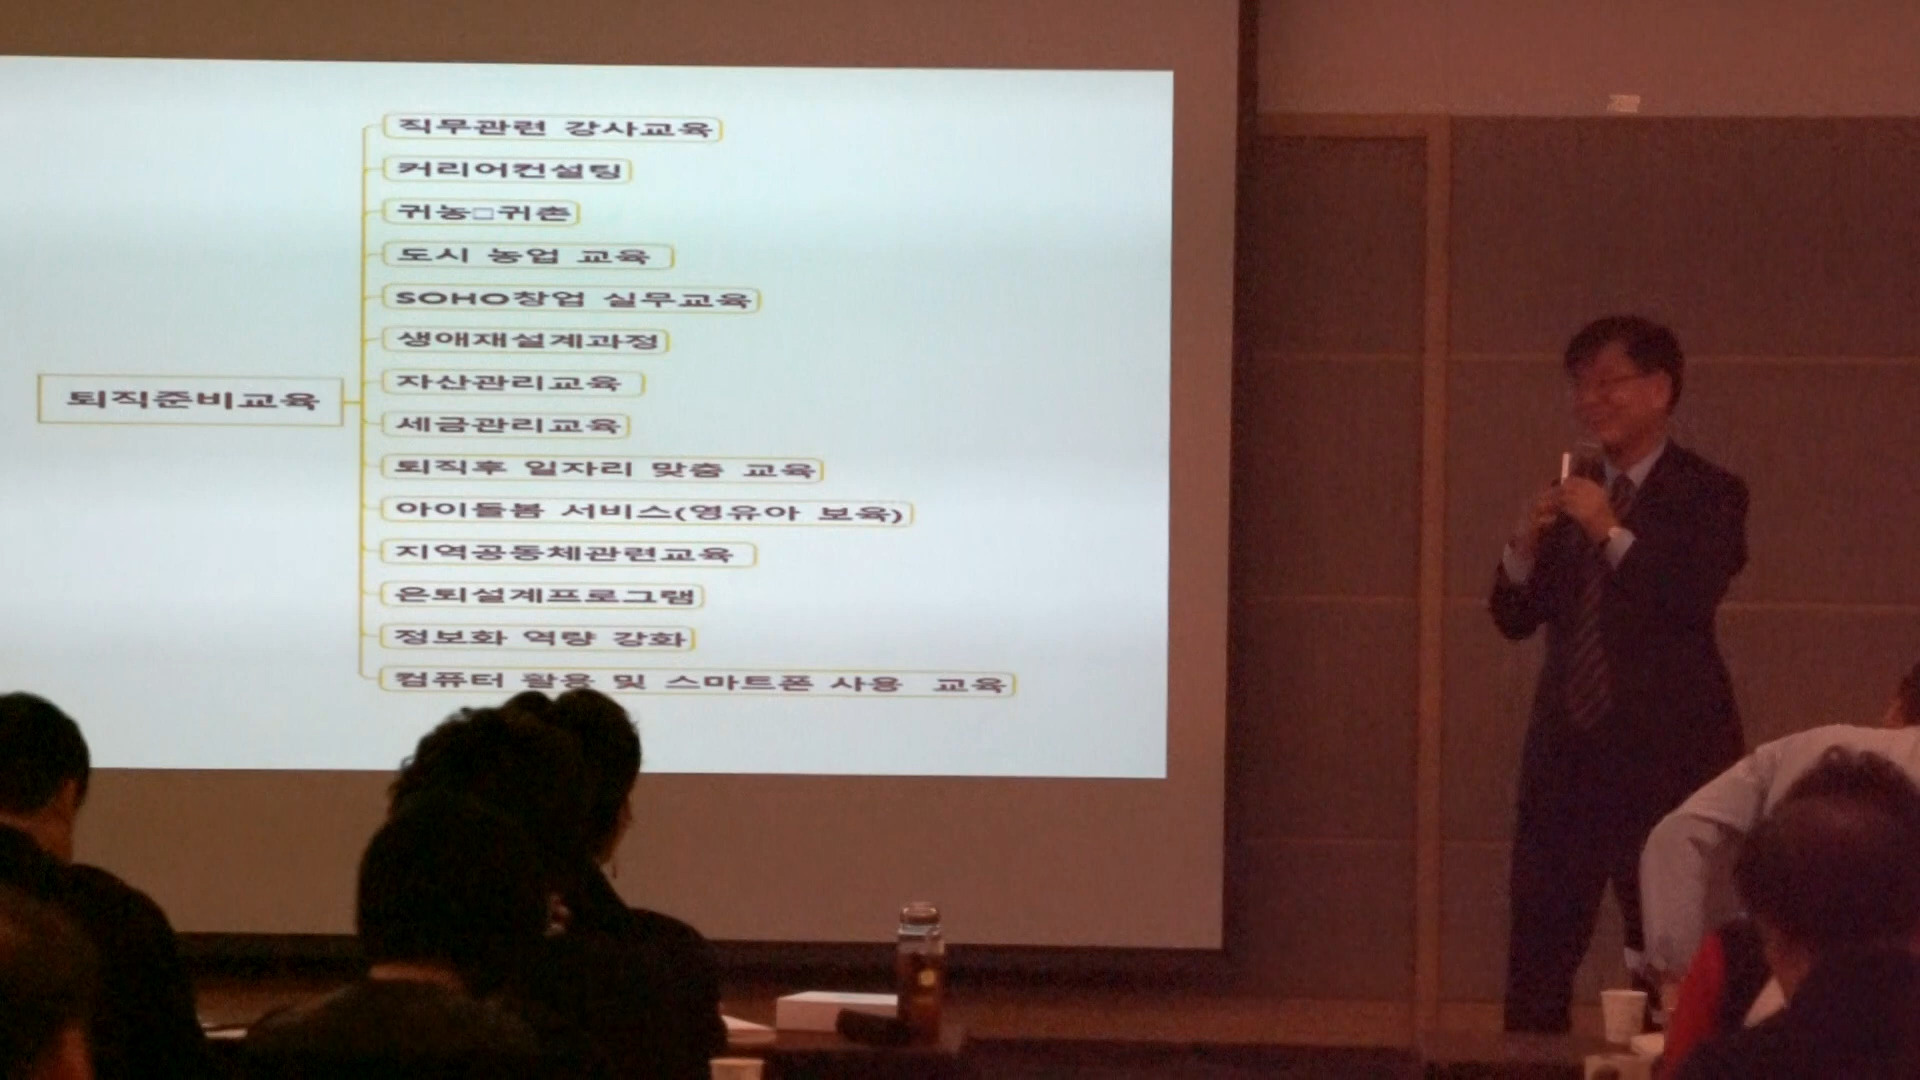 직무관련 강사교육
커리어컨설팅
귀농□귀촌
도시 농업 교육
SOHO창업 실무교육
생애재설계과정
자산관리교육
퇴직준비교육
세금관리교육
퇴직후 일자리 맞춤 교육
아이돌봄 서비스(영유아 보육)
지역공동체관련교육
은퇴설계프로그램
정보화 역량 강화
컴퓨터 활용 및 스마트폰 사용 교육